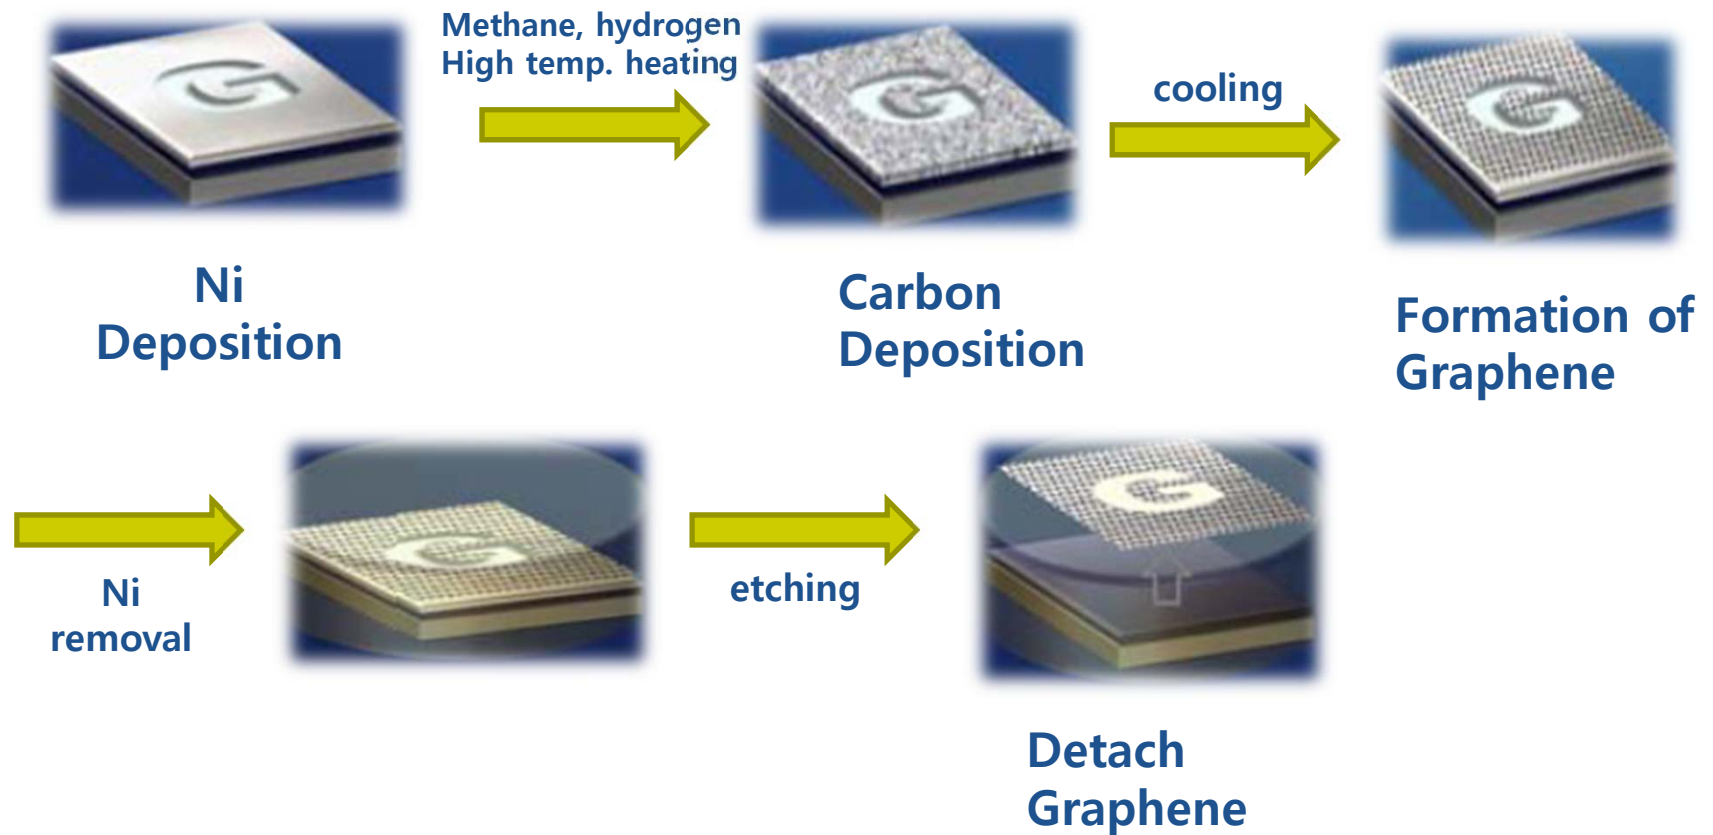 Methane, hydrogen
High temp. heating
cooling
G
G
G
Ni
Deposition
Carbon
Deposition
Formation of
Graphene
Ni
removal
G
etching
G
Detach
Graphene